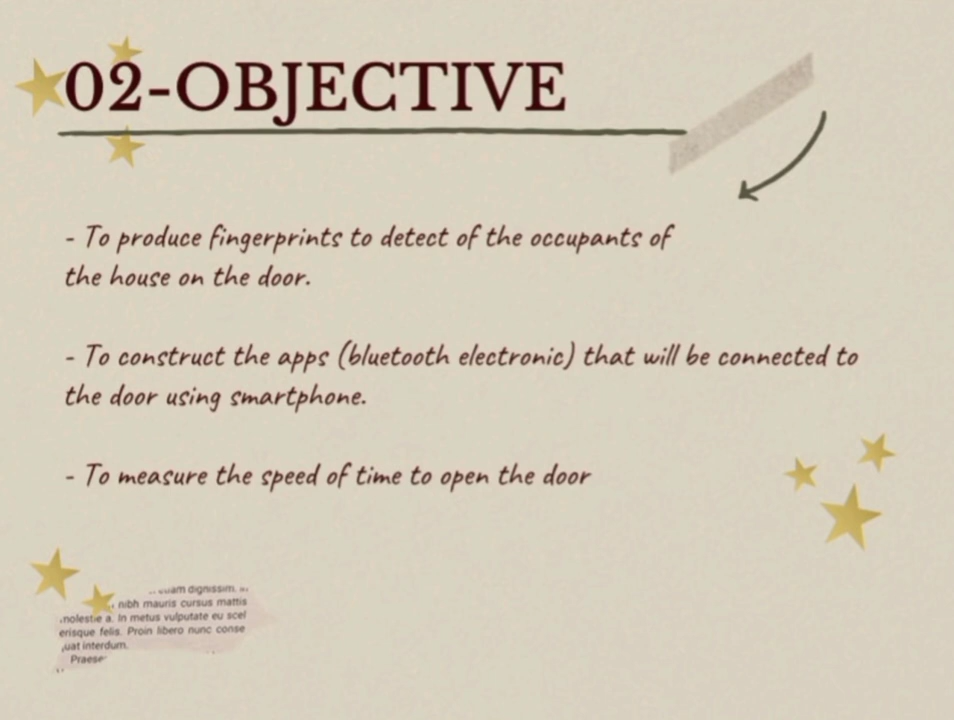 02-OBJECTIVE
- To produce fingerprints to detect of the occupants of
the house on the door.
- To construct the apps (bluetooth electronic) that will be connected to
the door using smartphone.
- To measure the speed of time to open the door
dignissim.
nibh mauris cursus mattis
molestie a. In metus vulputate eu scel
erisque felis. Proin libero nunc conse
uat interdum.
Praese